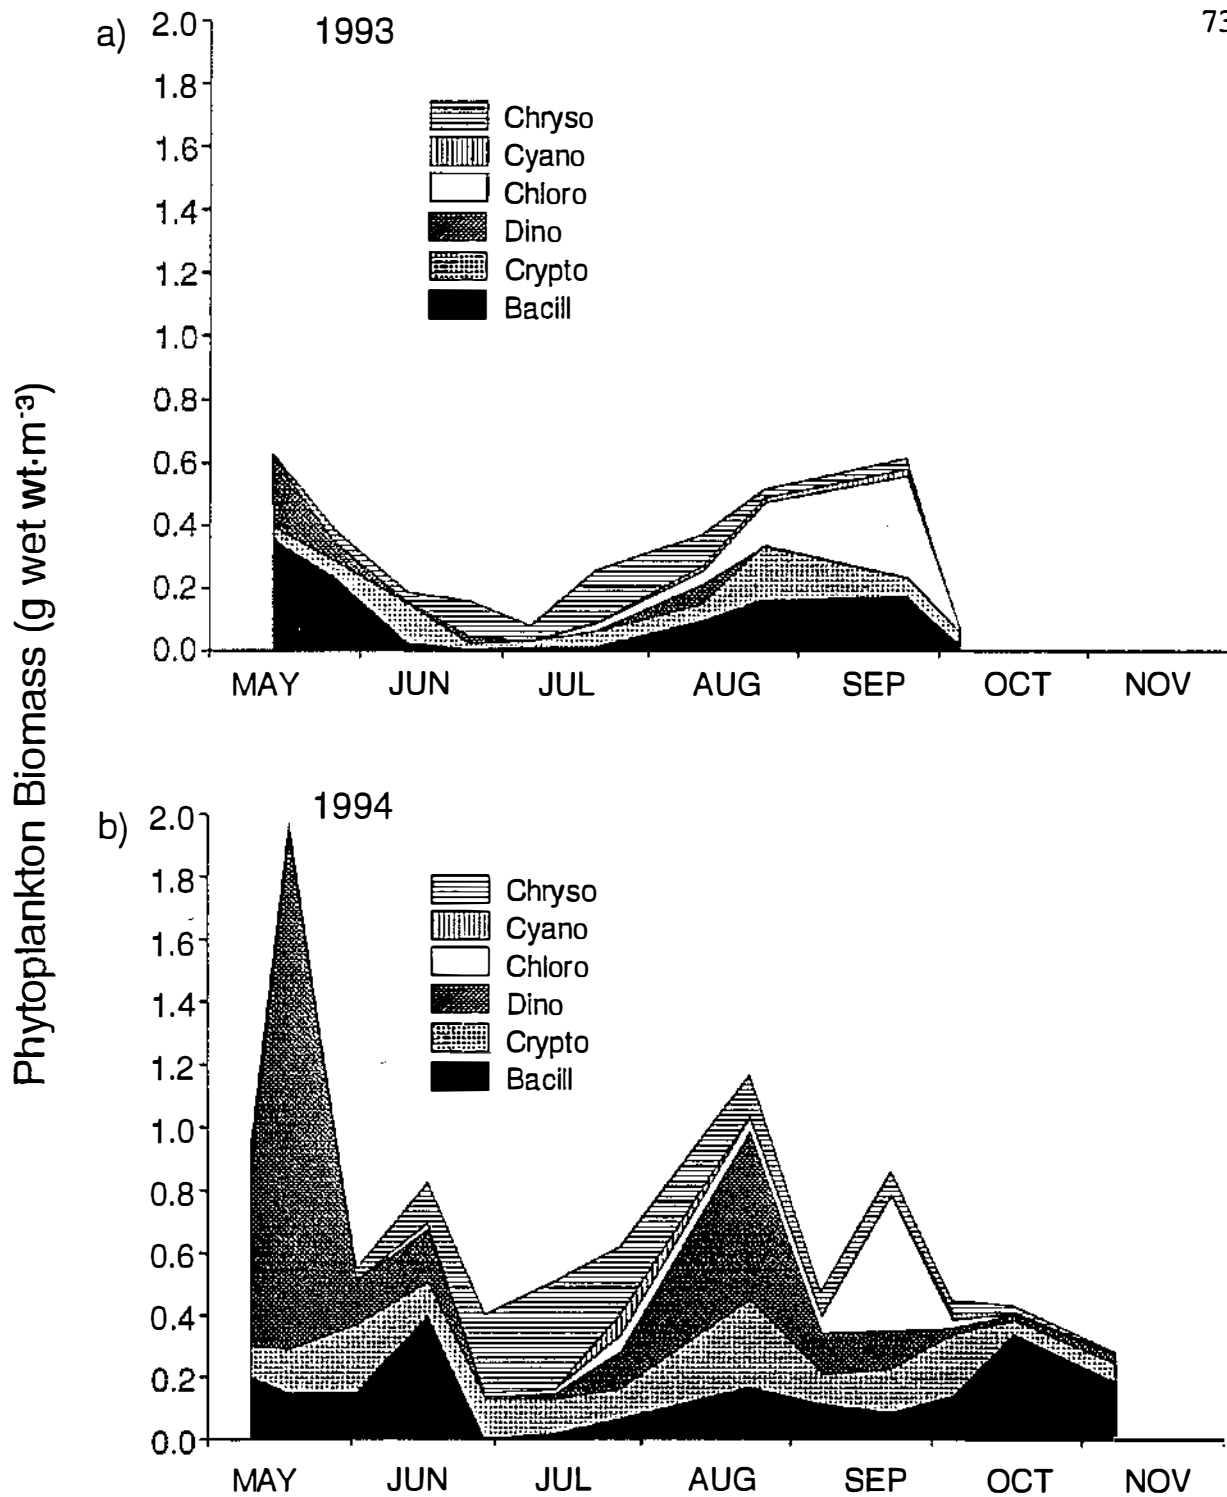 73
a)
1993
2.0
1.8
1.6
1.4
1.2
1.0
0.8
0.6
0.4
0.2
0.0
Chryso
Cyano
Chloro
Dino
Crypto
Bacill
MAY JUN JUL AUG SEP OCT NOV
Phytoplankton Biomass (g wet wt·m⁻³)
b)
1994
2.0
1.8
1.6
1.4
1.2
1.0
0.8
0.6
0.4
0.2
0.0
Chryso
Cyano
Chloro
Dino
Crypto
Bacill
MAY JUN JUL AUG SEP OCT NOV